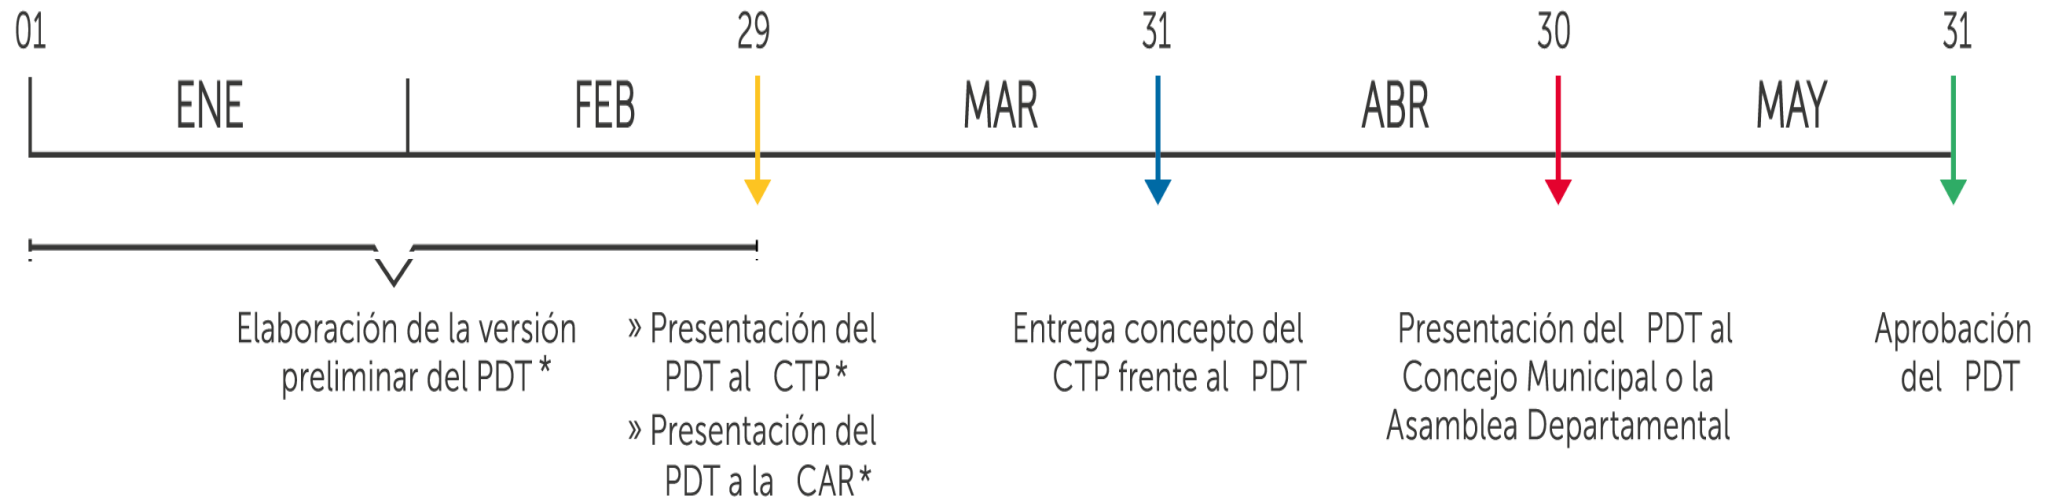 01
29
31
30
31
ENE
FEB
MAR
ABR
MAY
Elaboración de la versión
preliminar del PDT *
» Presentación del
PDT al CTP*
» Presentación del
PDT a la CAR*
Entrega concepto del
CTP frente al PDT
Presentación del PDT al
Concejo Municipal o la
Asamblea Departamental
Aprobación
del PDT